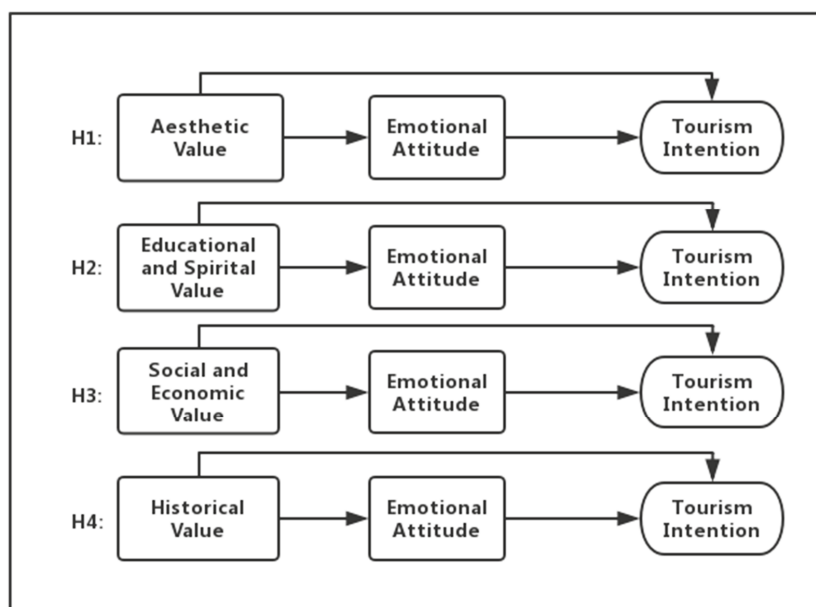 H1:
Aesthetic
Value
Emotional
Attitude
Tourism
Intention
H2:
Educational
and Spirital
Value
Emotional
Attitude
Tourism
Intention
H3:
Social and
Economic
Value
Emotional
Attitude
Tourism
Intention
H4:
Historical
Value
Emotional
Attitude
Tourism
Intention